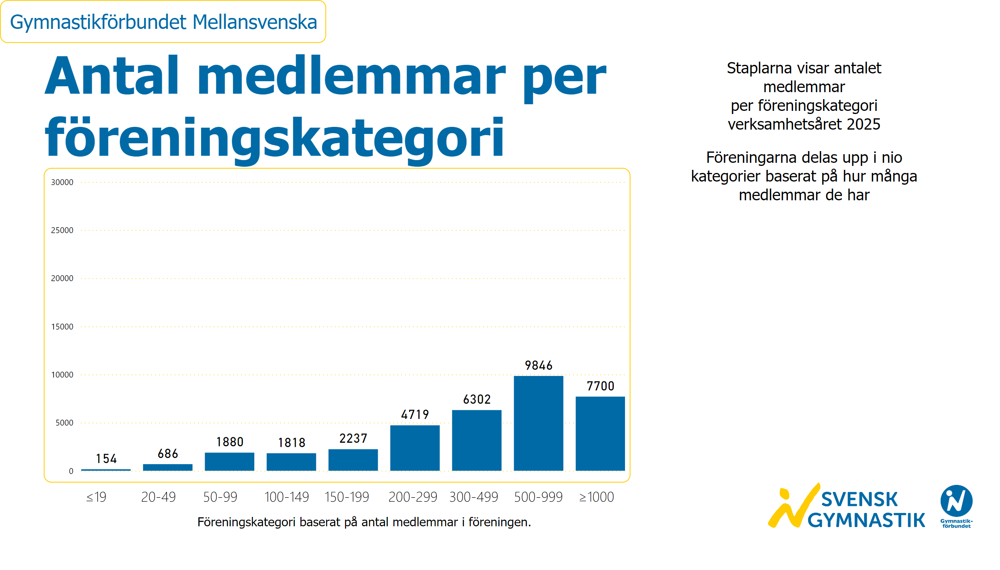 Gymnastikförbundet Mellansvenska
Antal medlemmar per
föreningskategori
Staplarna visar antalet
medlemmar
per föreningskategori
verksamhetsåret 2025
Föreningarna delas upp i nio
kategorier baserat på hur många
medlemmar de har
30000
25000
20000
15000
10000
5000
0
154
686
1880
1818
2237
4719
6302
9846
7700
≤19
20-49
50-99
100-149
150-199
200-299
300-499
500-999
≥1000
Föreningskategori baserat på antal medlemmar i föreningen.
SVENSK
GYMNASTIK
Gymnastik-
förbundet